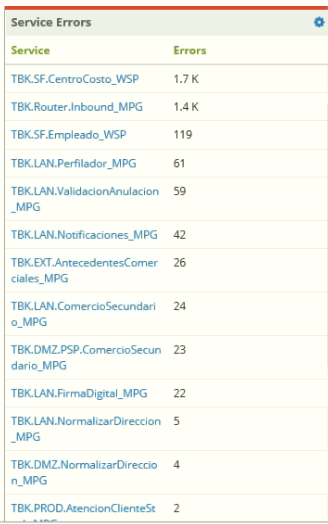 Service Errors
Service Errors
TBK.SF.CentroCosto_WSP 1.7 K
TBK.Router.Inbound_MPG 1.4 K
TBK.SF.Empleado_WSP 119
TBK.LAN.Perfilador_MPG 61
TBK.LAN.ValidacionAnulacion 59
_MPG
TBK.LAN.Notificaciones_MPG 42
TBK.EXT.AntecedentesComer 26
ciales_MPG
TBK.LAN.ComercioSecundari 24
o_MPG
TBK.DMZ.PSP.ComercioSecun 23
dario_MPG
TBK.LAN.FirmaDigital_MPG 22
TBK.LAN.NormalizarDireccion 5
_MPG
TBK.DMZ.NormalizarDireccio 4
n_MPG
TBK.PROD.AtencionClienteSt 2